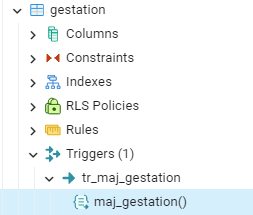 gestation
Columns
Constraints
Indexes
RLS Policies
Rules
Triggers (1)
tr_maj_gestation
maj_gestation()